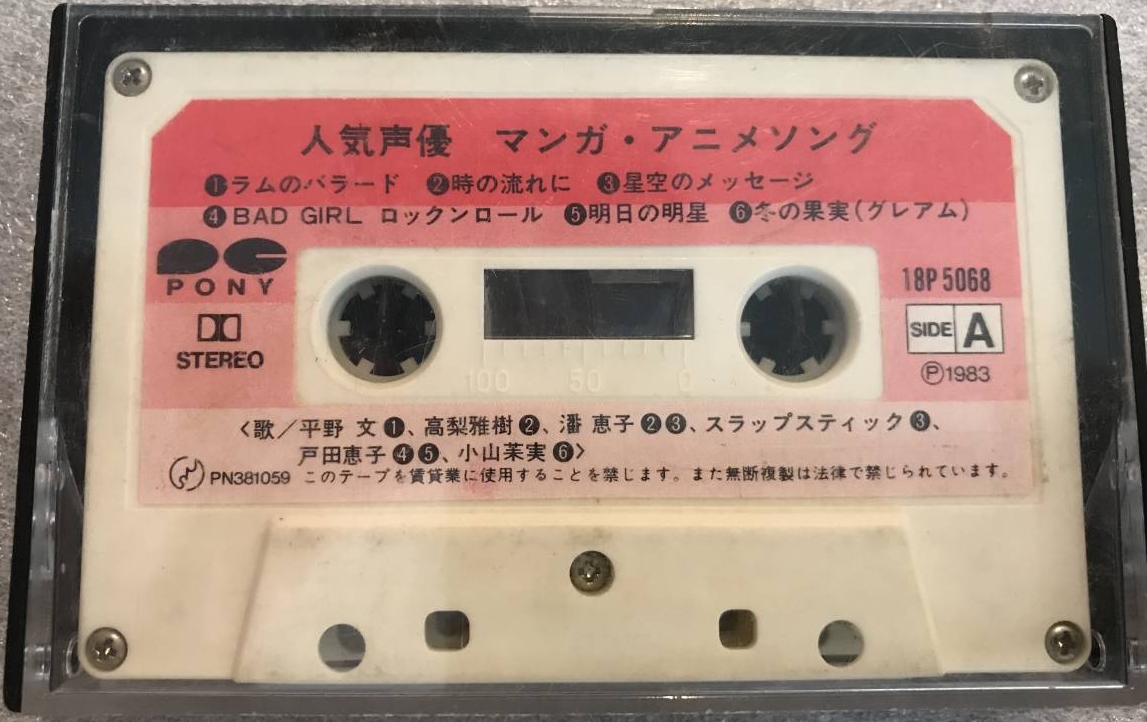 人気声優 マンガ・アニメソング
❶ラムのバラード ❷時の流れに ❸星空のメッセージ
❹BAD GIRL ロックンロール ❺明日の明星 ❻冬の果実(グレアム)
PONY
18P5068
STEREO
SIDE A
Ⓟ1983
100 50 0
〈歌/平野 文❶、高梨雅樹❷、潘 恵子❷❸、スラップスティック❸、
戸田恵子❹❺、小山茉実❻〉
PN381059 このテープを賃貸業に使用することを禁じます。また無断複製は法律で禁じられています。